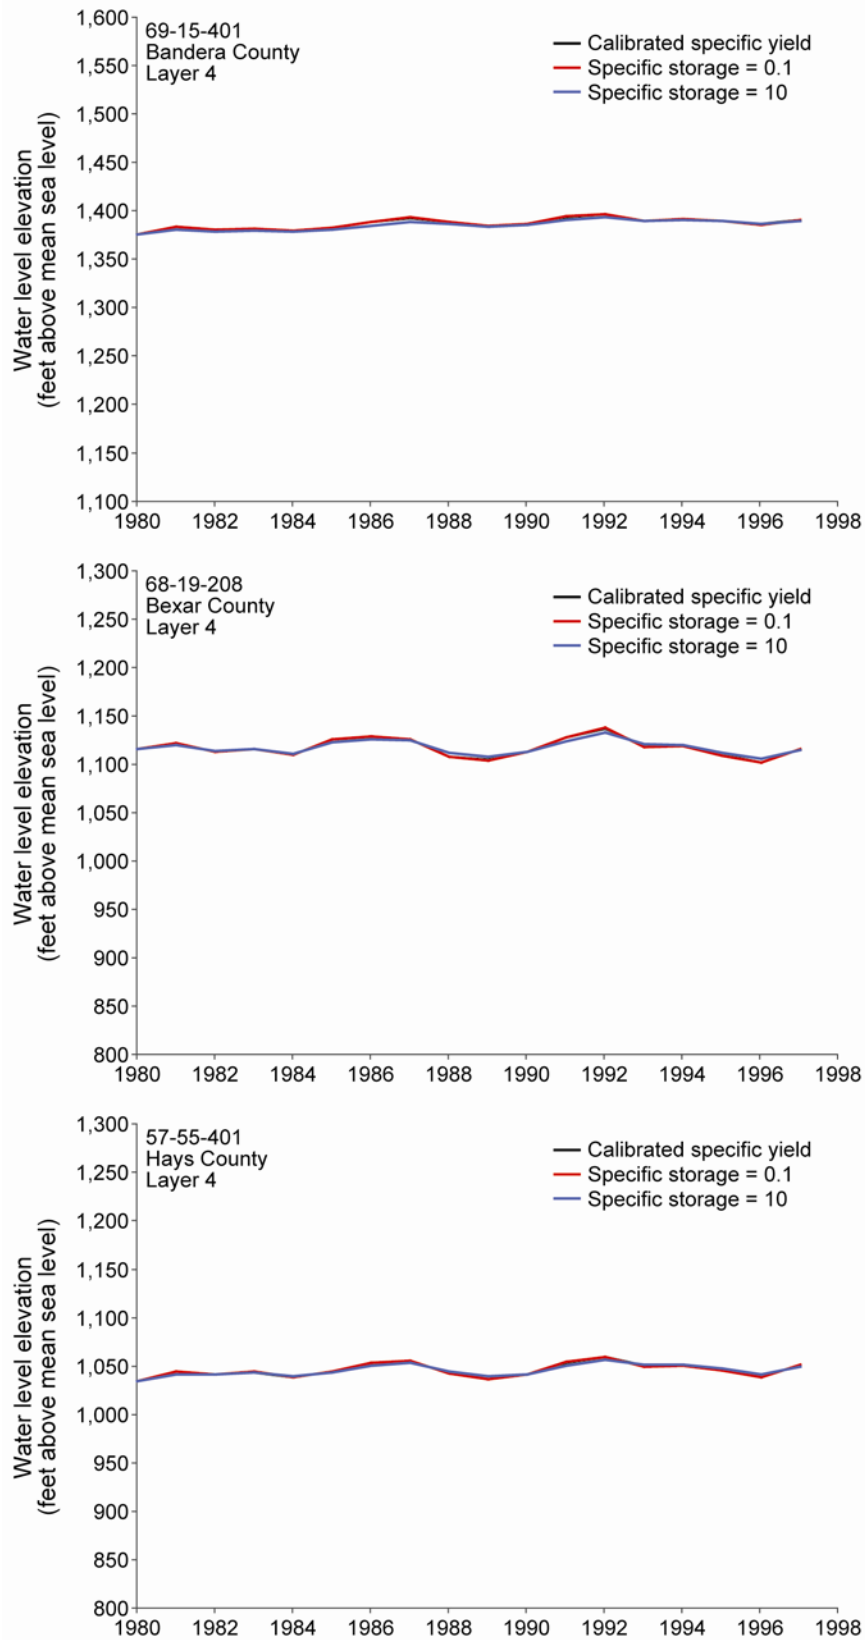 69-15-401
Bandera County
Layer 4
Calibrated specific yield
Specific storage = 0.1
Specific storage = 10
Water level elevation
(feet above mean sea level)
1,600
1,550
1,500
1,450
1,400
1,350
1,300
1,250
1,200
1,150
1,100
1980 1982 1984 1986 1988 1990 1992 1994 1996 1998
68-19-208
Bexar County
Layer 4
Calibrated specific yield
Specific storage = 0.1
Specific storage = 10
Water level elevation
(feet above mean sea level)
1,300
1,250
1,200
1,150
1,100
1,050
1,000
950
900
850
800
1980 1982 1984 1986 1988 1990 1992 1994 1996 1998
57-55-401
Hays County
Layer 4
Calibrated specific yield
Specific storage = 0.1
Specific storage = 10
Water level elevation
(feet above mean sea level)
1,300
1,250
1,200
1,150
1,100
1,050
1,000
950
900
850
800
1980 1982 1984 1986 1988 1990 1992 1994 1996 1998